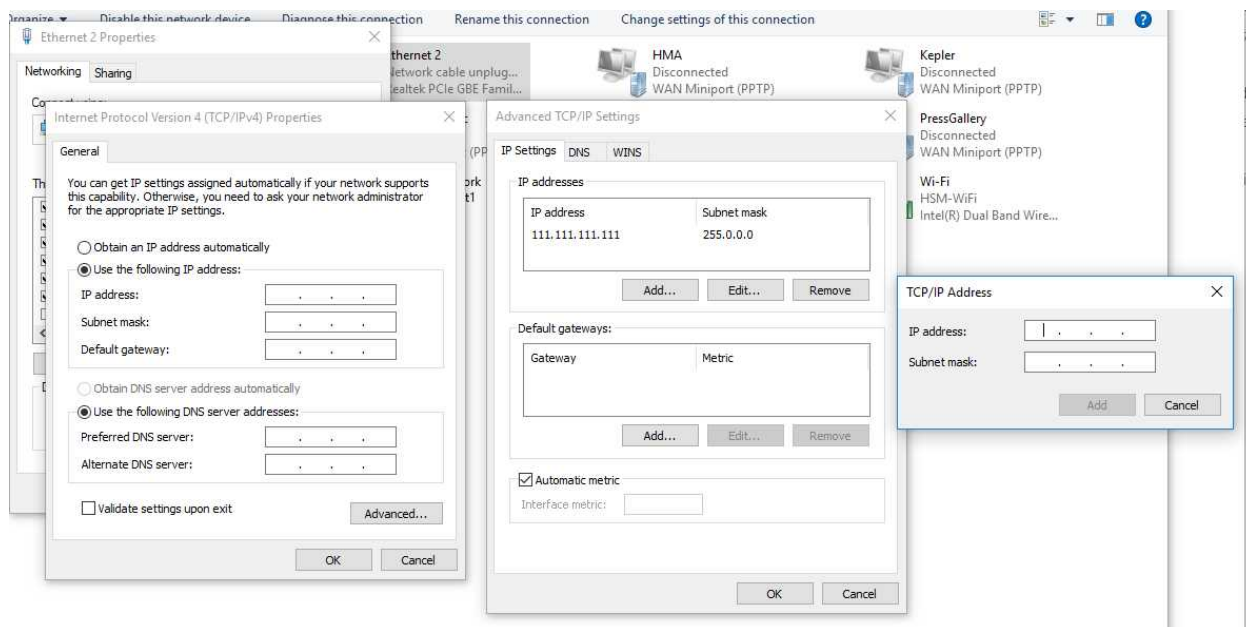 Organize Disable this network device Diagnose this connection Rename this connection Change settings of this connection
Ethernet 2 Properties
Networking Sharing
thernet 2
Network cable unplug...
Realtek PCIe GBE Famil...
HMA
Disconnected
WAN Miniport (PPTP)
Kepler
Disconnected
WAN Miniport (PPTP)
PressGallery
Disconnected
WAN Miniport (PPTP)
Wi-Fi
HSM-WiFi
Intel(R) Dual Band Wire...
(PP
ork
t1
Th
Internet Protocol Version 4 (TCP/IPv4) Properties
General
You can get IP settings assigned automatically if your network supports
this capability. Otherwise, you need to ask your network administrator
for the appropriate IP settings.
Obtain an IP address automatically
Use the following IP address:
IP address: . . .
Subnet mask: . . .
Default gateway: . . .
Obtain DNS server address automatically
Use the following DNS server addresses:
Preferred DNS server: . . .
Alternate DNS server: . . .
Validate settings upon exit
Advanced...
OK Cancel
Advanced TCP/IP Settings
IP Settings DNS WINS
IP addresses
IP address Subnet mask
111.111.111.111 255.0.0.0
Add... Edit... Remove
Default gateways:
Gateway Metric
Add... Edit... Remove
Automatic metric
Interface metric:
OK Cancel
TCP/IP Address
IP address: . . .
Subnet mask: . . .
Add Cancel